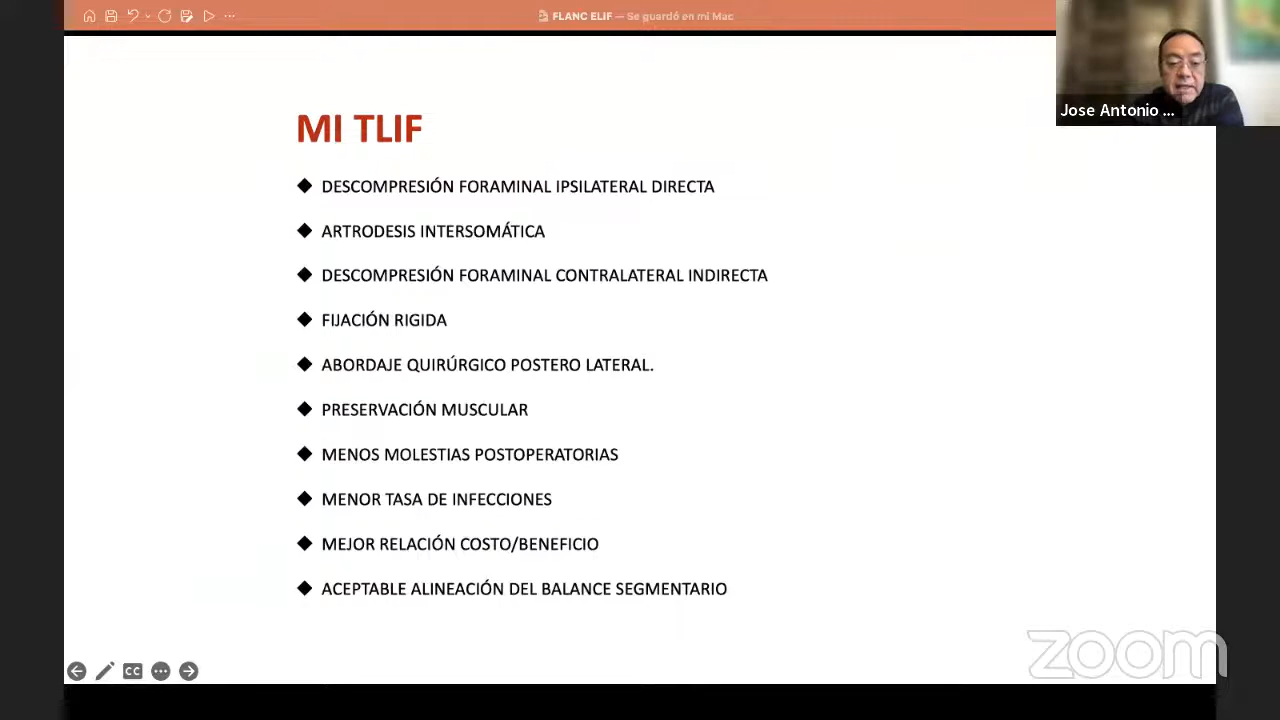 FLANC ELIF — Se guardó en mi Mac
Jose Antonio ...
MI TLIF
DESCOMPRESIÓN FORAMINAL IPSILATERAL DIRECTA
ARTRODESIS INTERSOMÁTICA
DESCOMPRESIÓN FORAMINAL CONTRALATERAL INDIRECTA
FIJACIÓN RIGIDA
ABORDAJE QUIRÚRGICO POSTERO LATERAL.
PRESERVACIÓN MUSCULAR
MENOS MOLESTIAS POSTOPERATORIAS
MENOR TASA DE INFECCIONES
MEJOR RELACIÓN COSTO/BENEFICIO
ACEPTABLE ALINEACIÓN DEL BALANCE SEGMENTARIO
CC
zoom